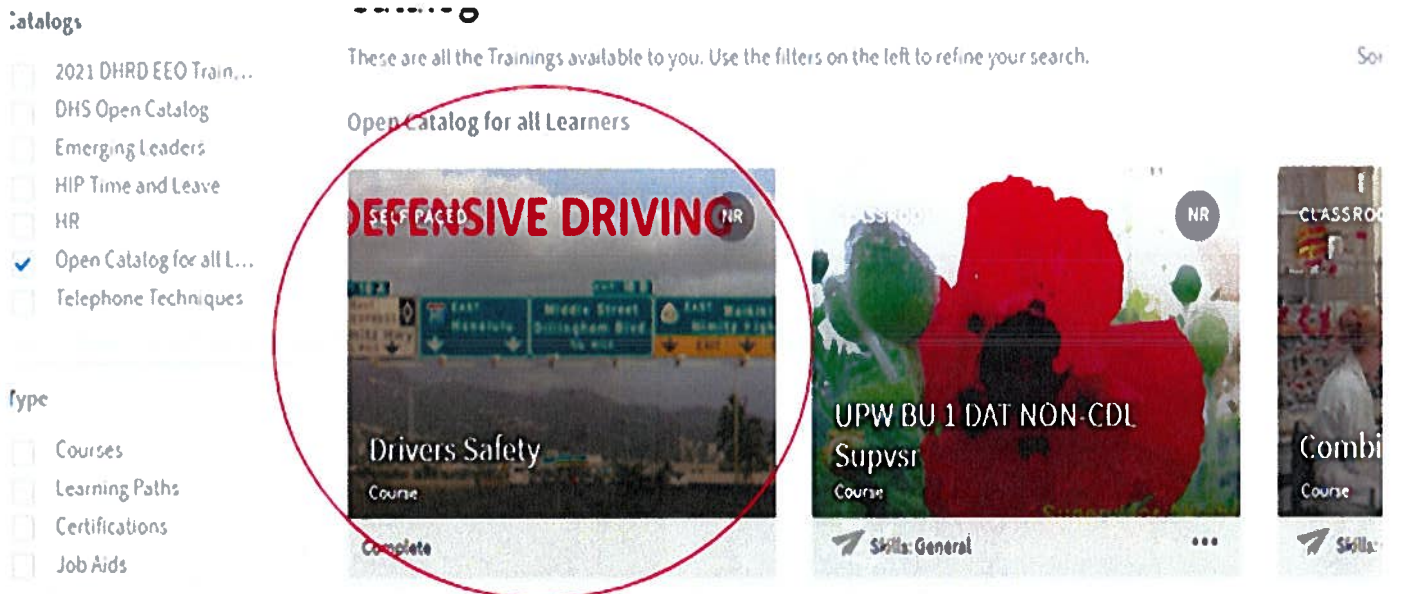 Catalogs
2021 DHRD EEO Train...
DHS Open Catalog
Emerging Leaders
HIP Time and Leave
HR
Open Catalog for all L...
Telephone Techniques
Type
Courses
Learning Paths
Certifications
Job Aids
These are all the Trainings available to you. Use the filters on the left to refine your search.
Open Catalog for all Learners
DEFENSIVE DRIVING
SELF PACED
NR
EAST
Honolulu
Middle Street
Dillingham Blvd
EAST
EXIT
Drivers Safety
Course
Complete
NR
UPW BU 1 DAT NON-CDL
Supvsr
Course
Skills: General
CLASSROO
Combi
Course
Skills: